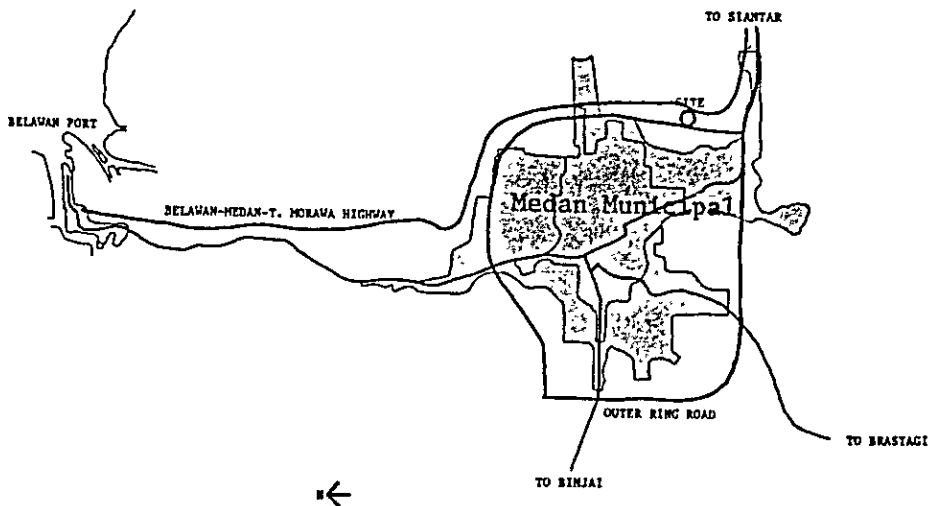 TO SIANTAR
SITE
BELAWAN PORT
Medan Municipal
BELAWAN-MEDAN-T. MORAWA HIGHWAY
OUTER RING ROAD
TO BRASTAGI
TO BINJAI
N